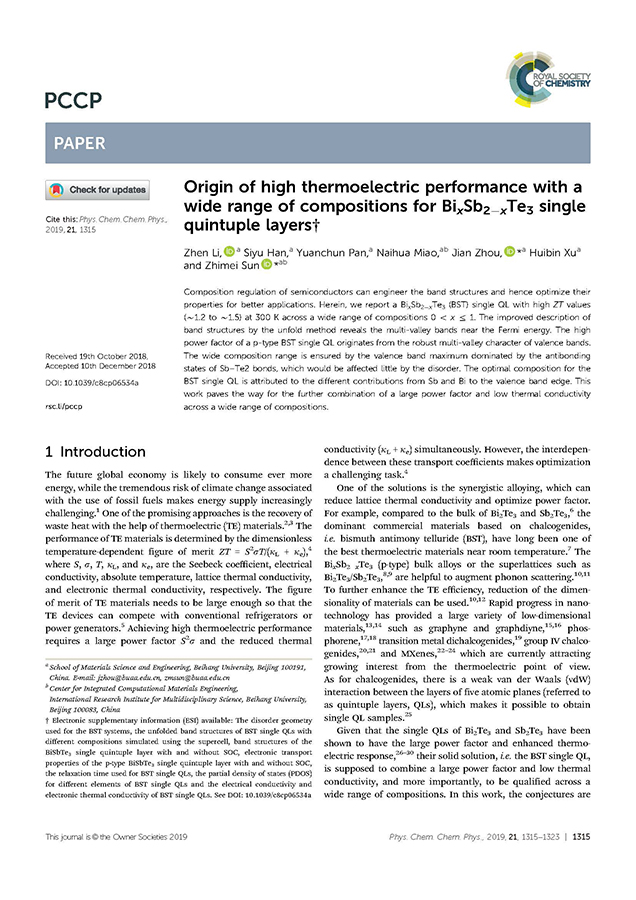 ROYAL SOCIETY
OF CHEMISTRY
PCCP
PAPER
Check for updates
Cite this: Phys. Chem. Chem. Phys.,
2019, 21, 1315
Origin of high thermoelectric performance with a
wide range of compositions for BixSb2−xTe3 single
quintuple layers†
Zhen Li, iD a Siyu Han,a Yuanchun Pan,a Naihua Miao,ab Jian Zhou, iD *a Huibin Xua
and Zhimei Sun iD *ab
Composition regulation of semiconductors can engineer the band structures and hence optimize their
properties for better applications. Herein, we report a BixSb2−xTe3 (BST) single QL with high ZT values
(∼1.2 to ∼1.5) at 300 K across a wide range of compositions 0 < x ≤ 1. The improved description of
band structures by the unfold method reveals the multi-valley bands near the Fermi energy. The high
power factor of a p-type BST single QL originates from the robust multi-valley character of valence bands.
The wide composition range is ensured by the valence band maximum dominated by the antibonding
states of Sb–Te2 bonds, which would be affected little by the disorder. The optimal composition for the
BST single QL is attributed to the different contributions from Sb and Bi to the valence band edge. This
work paves the way for the further combination of a large power factor and low thermal conductivity
across a wide range of compositions.
Received 19th October 2018,
Accepted 10th December 2018
DOI: 10.1039/c8cp06534a
rsc.li/pccp
1 Introduction
The future global economy is likely to consume ever more
energy, while the tremendous risk of climate change associated
with the use of fossil fuels makes energy supply increasingly
challenging.1 One of the promising approaches is the recovery of
waste heat with the help of thermoelectric (TE) materials.2,3 The
performance of TE materials is determined by the dimensionless
temperature-dependent figure of merit ZT = S2σT/(κL + κe),4
where S, σ, T, κL, and κe, are the Seebeck coefficient, electrical
conductivity, absolute temperature, lattice thermal conductivity,
and electronic thermal conductivity, respectively. The figure
of merit of TE materials needs to be large enough so that the
TE devices can compete with conventional refrigerators or
power generators.5 Achieving high thermoelectric performance
requires a large power factor S2σ and the reduced thermal
a School of Materials Science and Engineering, Beihang University, Beijing 100191,
China. E-mail: jzhou@buaa.edu.cn, zmsun@buaa.edu.cn
b Center for Integrated Computational Materials Engineering,
International Research Institute for Multidisciplinary Science, Beihang University,
Beijing 100083, China
† Electronic supplementary information (ESI) available: The disorder geometry
used for the BST systems, the unfolded band structures of BST single QLs with
different compositions simulated using the supercell, band structures of the
BiSbTe3 single quintuple layer with and without SOC, electronic transport
properties of the p-type BiSbTe3 single quintuple layer with and without SOC,
the relaxation time used for BST single QLs, the partial density of states (PDOS)
for different elements of BST single QLs and the electrical conductivity and
electronic thermal conductivity of BST single QLs. See DOI: 10.1039/c8cp06534a
conductivity (κL + κe) simultaneously. However, the interdepen-
dence between these transport coefficients makes optimization
a challenging task.4
One of the solutions is the synergistic alloying, which can
reduce lattice thermal conductivity and optimize power factor.
For example, compared to the bulk of Bi2Te3 and Sb2Te3,6 the
dominant commercial materials based on chalcogenides,
i.e. bismuth antimony telluride (BST), have long been one of
the best thermoelectric materials near room temperature.7 The
BixSb2−xTe3 (p-type) bulk alloys or the superlattices such as
Bi2Te3/Sb2Te3,8,9 are helpful to augment phonon scattering.10,11
To further enhance the TE efficiency, reduction of the dimen-
sionality of materials can be used.10,12 Rapid progress in nano-
technology has provided a large variety of low-dimensional
materials,13,14 such as graphyne and graphdiyne,15,16 phos-
phorene,17,18 transition metal dichalcogenides,19 group IV chalco-
genides,20,21 and MXenes,22–24 which are currently attracting
growing interest from the thermoelectric point of view.
As for chalcogenides, there is a weak van der Waals (vdW)
interaction between the layers of five atomic planes (referred to
as quintuple layers, QLs), which makes it possible to obtain
single QL samples.25
Given that the single QLs of Bi2Te3 and Sb2Te3 have been
shown to have the large power factor and enhanced thermo-
electric response,26–30 their solid solution, i.e. the BST single QL,
is supposed to combine a large power factor and low thermal
conductivity, and more importantly, to be qualified across a
wide range of compositions. In this work, the conjectures are
This journal is © the Owner Societies 2019
Phys. Chem. Chem. Phys., 2019, 21, 1315–1323 | 1315